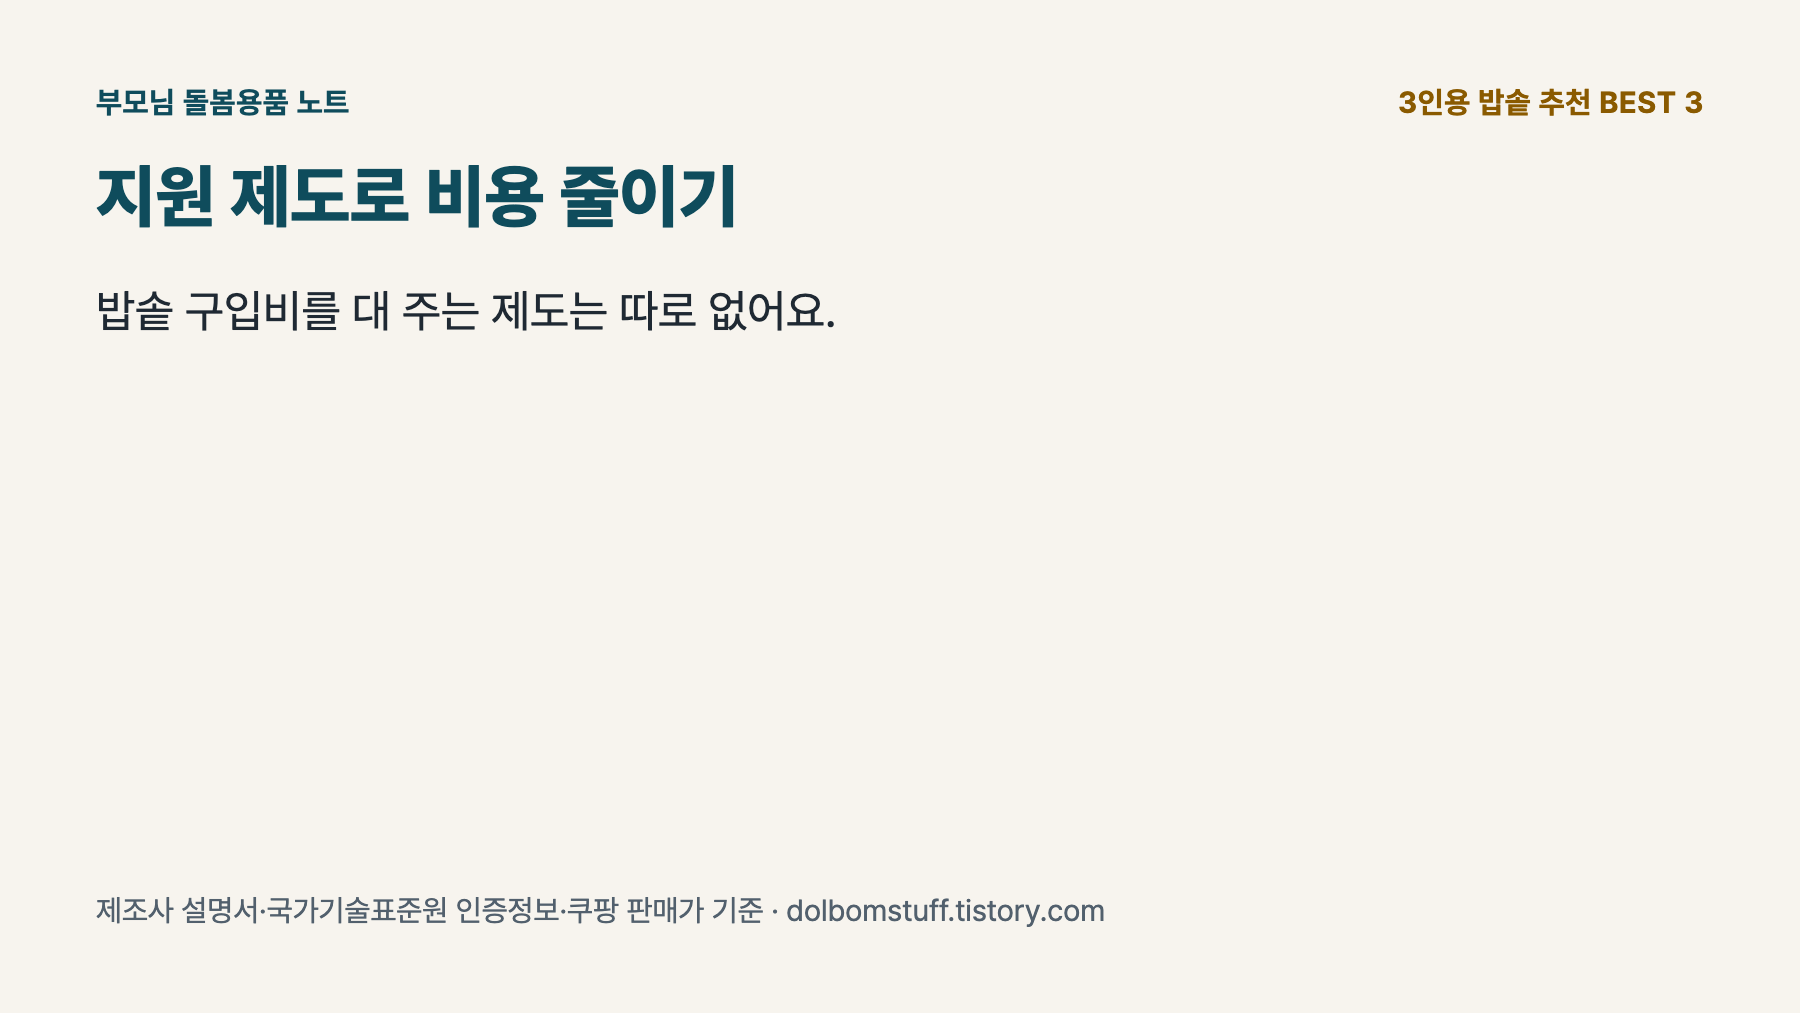 부모님 돌봄용품 노트
3인용 밥솥 추천 BEST 3
지원 제도로 비용 줄이기
밥솥 구입비를 대 주는 제도는 따로 없어요.
제조사 설명서·국가기술표준원 인증정보·쿠팡 판매가 기준 · dolbomstuff.tistory.com